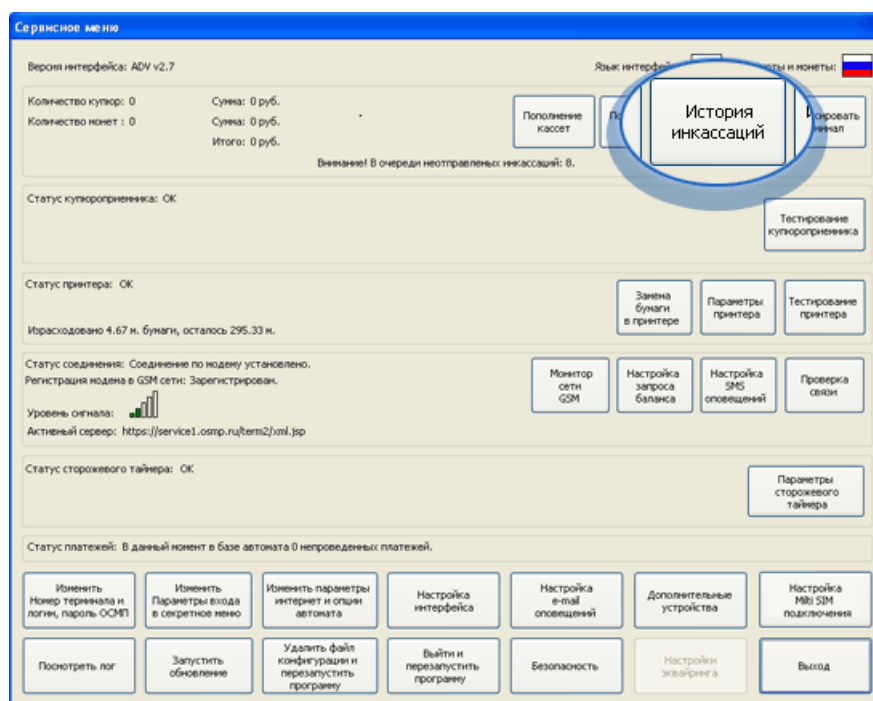 Сервисное меню
Версия интерфейса: ADV v2.7
Язык интерфей
ты и монеты:
Количество купюр: 0 Сумма: 0 руб.
Количество монет : 0 Сумма: 0 руб.
Итого: 0 руб.
Пополнение
кассет
История
инкассаций
Внимание! В очереди неотправленых инкассаций: 8.
Статус купюроприемника: OK
Тестирование
купюроприемника
Статус принтера: OK
Израсходовано 4.67 м. бумаги, осталось 295.33 м.
Замена
бумаги
в принтере
Параметры
принтера
Тестирование
принтера
Статус соединения: Соединение по модему установлено.
Регистрация модема в GSM сети: Зарегистрирован.
Уровень сигнала:
Активный сервер: https://service1.osmp.ru/term2/xml.jsp
Монитор
сети
GSM
Настройка
запроса
баланса
Настройка
SMS
оповещений
Проверка
связи
Статус сторожевого таймера: OK
Параметры
сторожевого
таймера
Статус платежей: В данный момент в базе автомата 0 непроведенных платежей.
Изменить
Номер терминала и
логин, пароль ОСМП
Изменить
Параметры входа
в секретное меню
Изменить параметры
интернет и опции
автомата
Настройка
интерфейса
Настройка
e-mail
оповещений
Дополнительные
устройства
Настройка
Milti SIM
подключения
Посмотреть лог
Запустить
обновление
Удалить файл
конфигурации и
перезапустить
программу
Выйти и
перезапустить
программу
Безопасность
Настройки
эквайринга
Выход